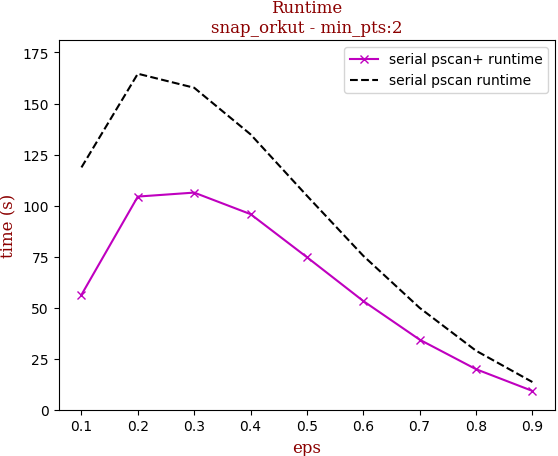 Runtime
snap_orkut - min_pts:2
serial pscan+ runtime
serial pscan runtime
time (s)
175
150
125
100
75
50
25
0
0.1 0.2 0.3 0.4 0.5 0.6 0.7 0.8 0.9
eps